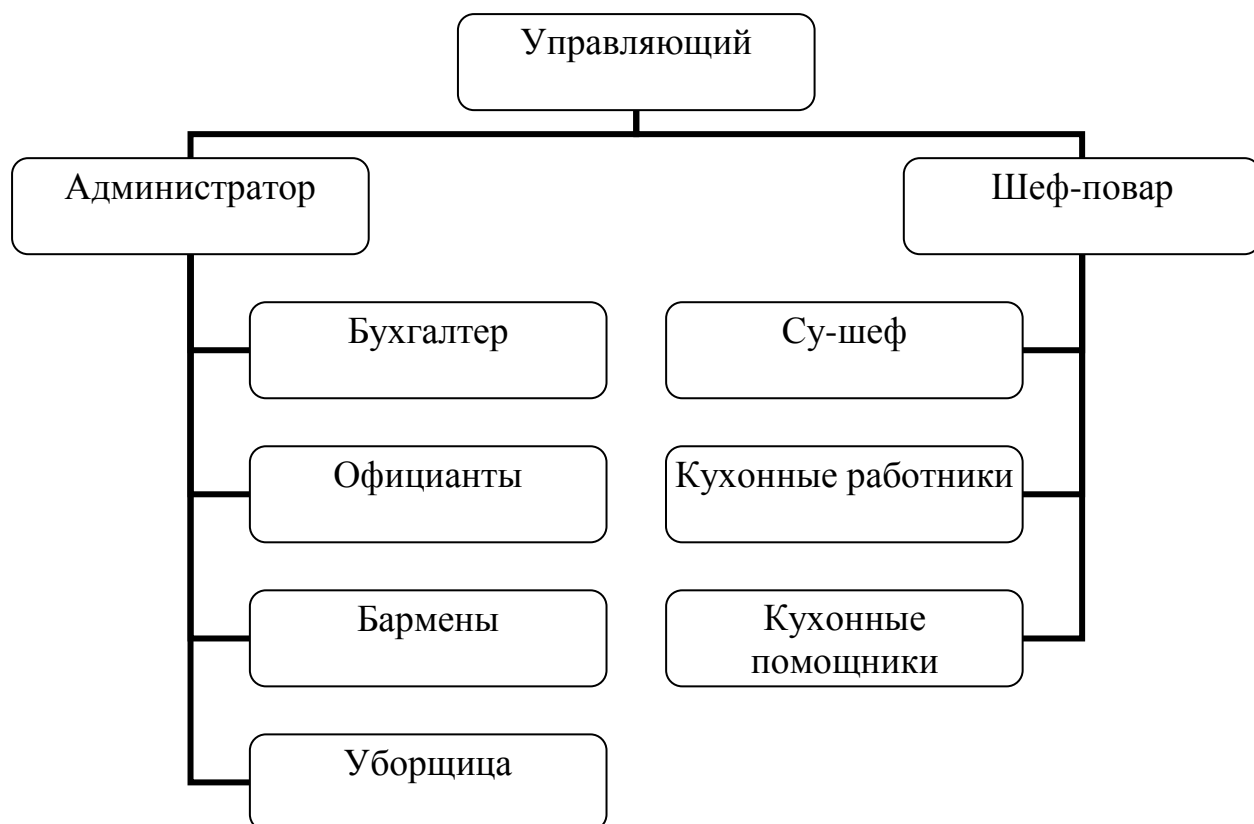 Управляющий
Администратор
Шеф-повар
Бухгалтер
Су-шеф
Официанты
Кухонные работники
Бармены
Кухонные
помощники
Уборщица